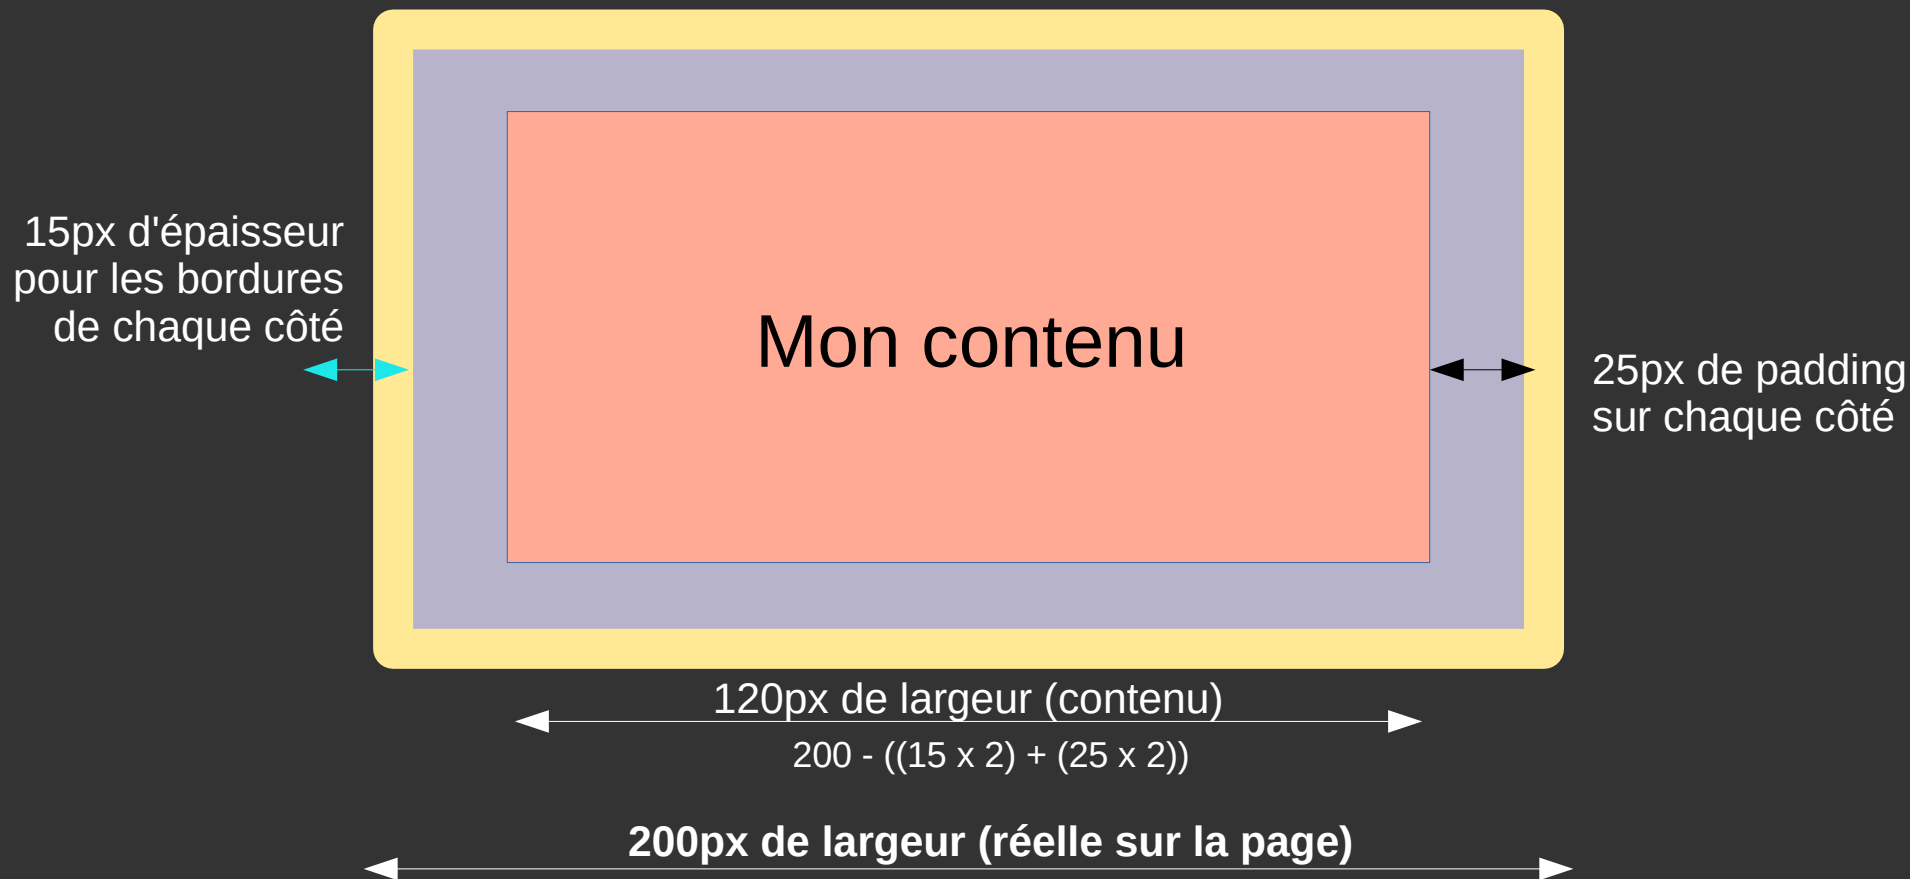 15px d'épaisseur
pour les bordures
de chaque côté
Mon contenu
25px de padding
sur chaque côté
120px de largeur (contenu)
200 - ((15 x 2) + (25 x 2))
200px de largeur (réelle sur la page)